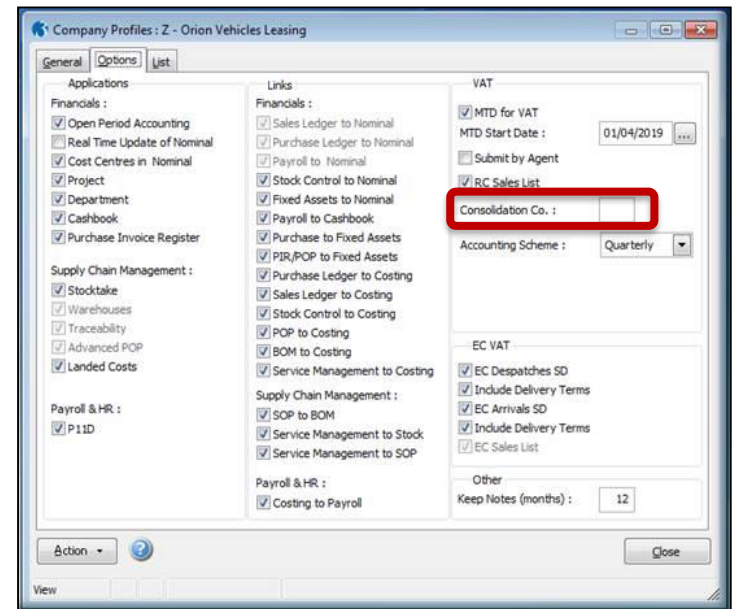 Company Profiles : Z - Orion Vehicles Leasing
General Options List
Applications
Financials :
Open Period Accounting
Real Time Update of Nominal
Cost Centres in Nominal
Project
Department
Cashbook
Purchase Invoice Register
Supply Chain Management :
Stocktake
Warehouses
Traceability
Advanced POP
Landed Costs
Payroll & HR :
P11D
Links
Financials :
Sales Ledger to Nominal
Purchase Ledger to Nominal
Payroll to Nominal
Stock Control to Nominal
Fixed Assets to Nominal
Payroll to Cashbook
Purchase to Fixed Assets
PIR/POP to Fixed Assets
Purchase Ledger to Costing
Sales Ledger to Costing
Stock Control to Costing
POP to Costing
BOM to Costing
Service Management to Costing
Supply Chain Management :
SOP to BOM
Service Management to Stock
Service Management to SOP
Payroll & HR :
Costing to Payroll
VAT
MTD for VAT
MTD Start Date : 01/04/2019 ...
Submit by Agent
RC Sales List
Consolidation Co. :
Accounting Scheme : Quarterly
EC VAT
EC Despatches SD
Include Delivery Terms
EC Arrivals SD
Include Delivery Terms
EC Sales List
Other
Keep Notes (months) : 12
Action
Close
View